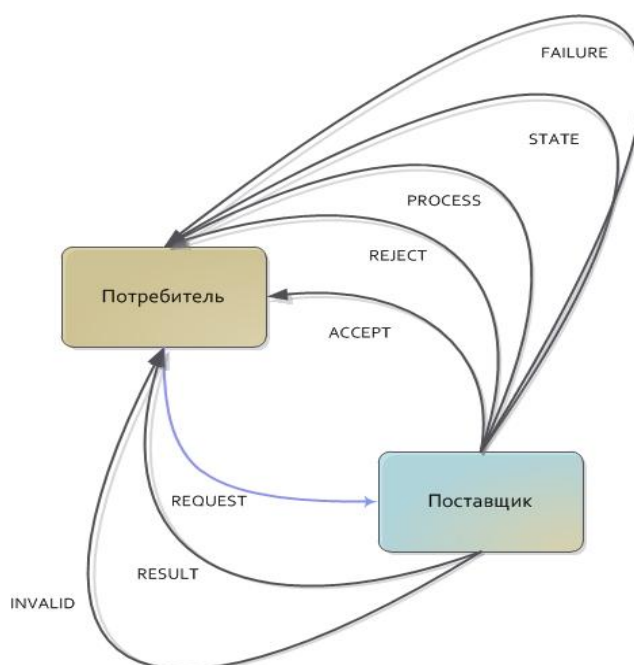 FAILURE
STATE
PROCESS
REJECT
Потребитель
ACCEPT
REQUEST
Поставщик
RESULT
INVALID